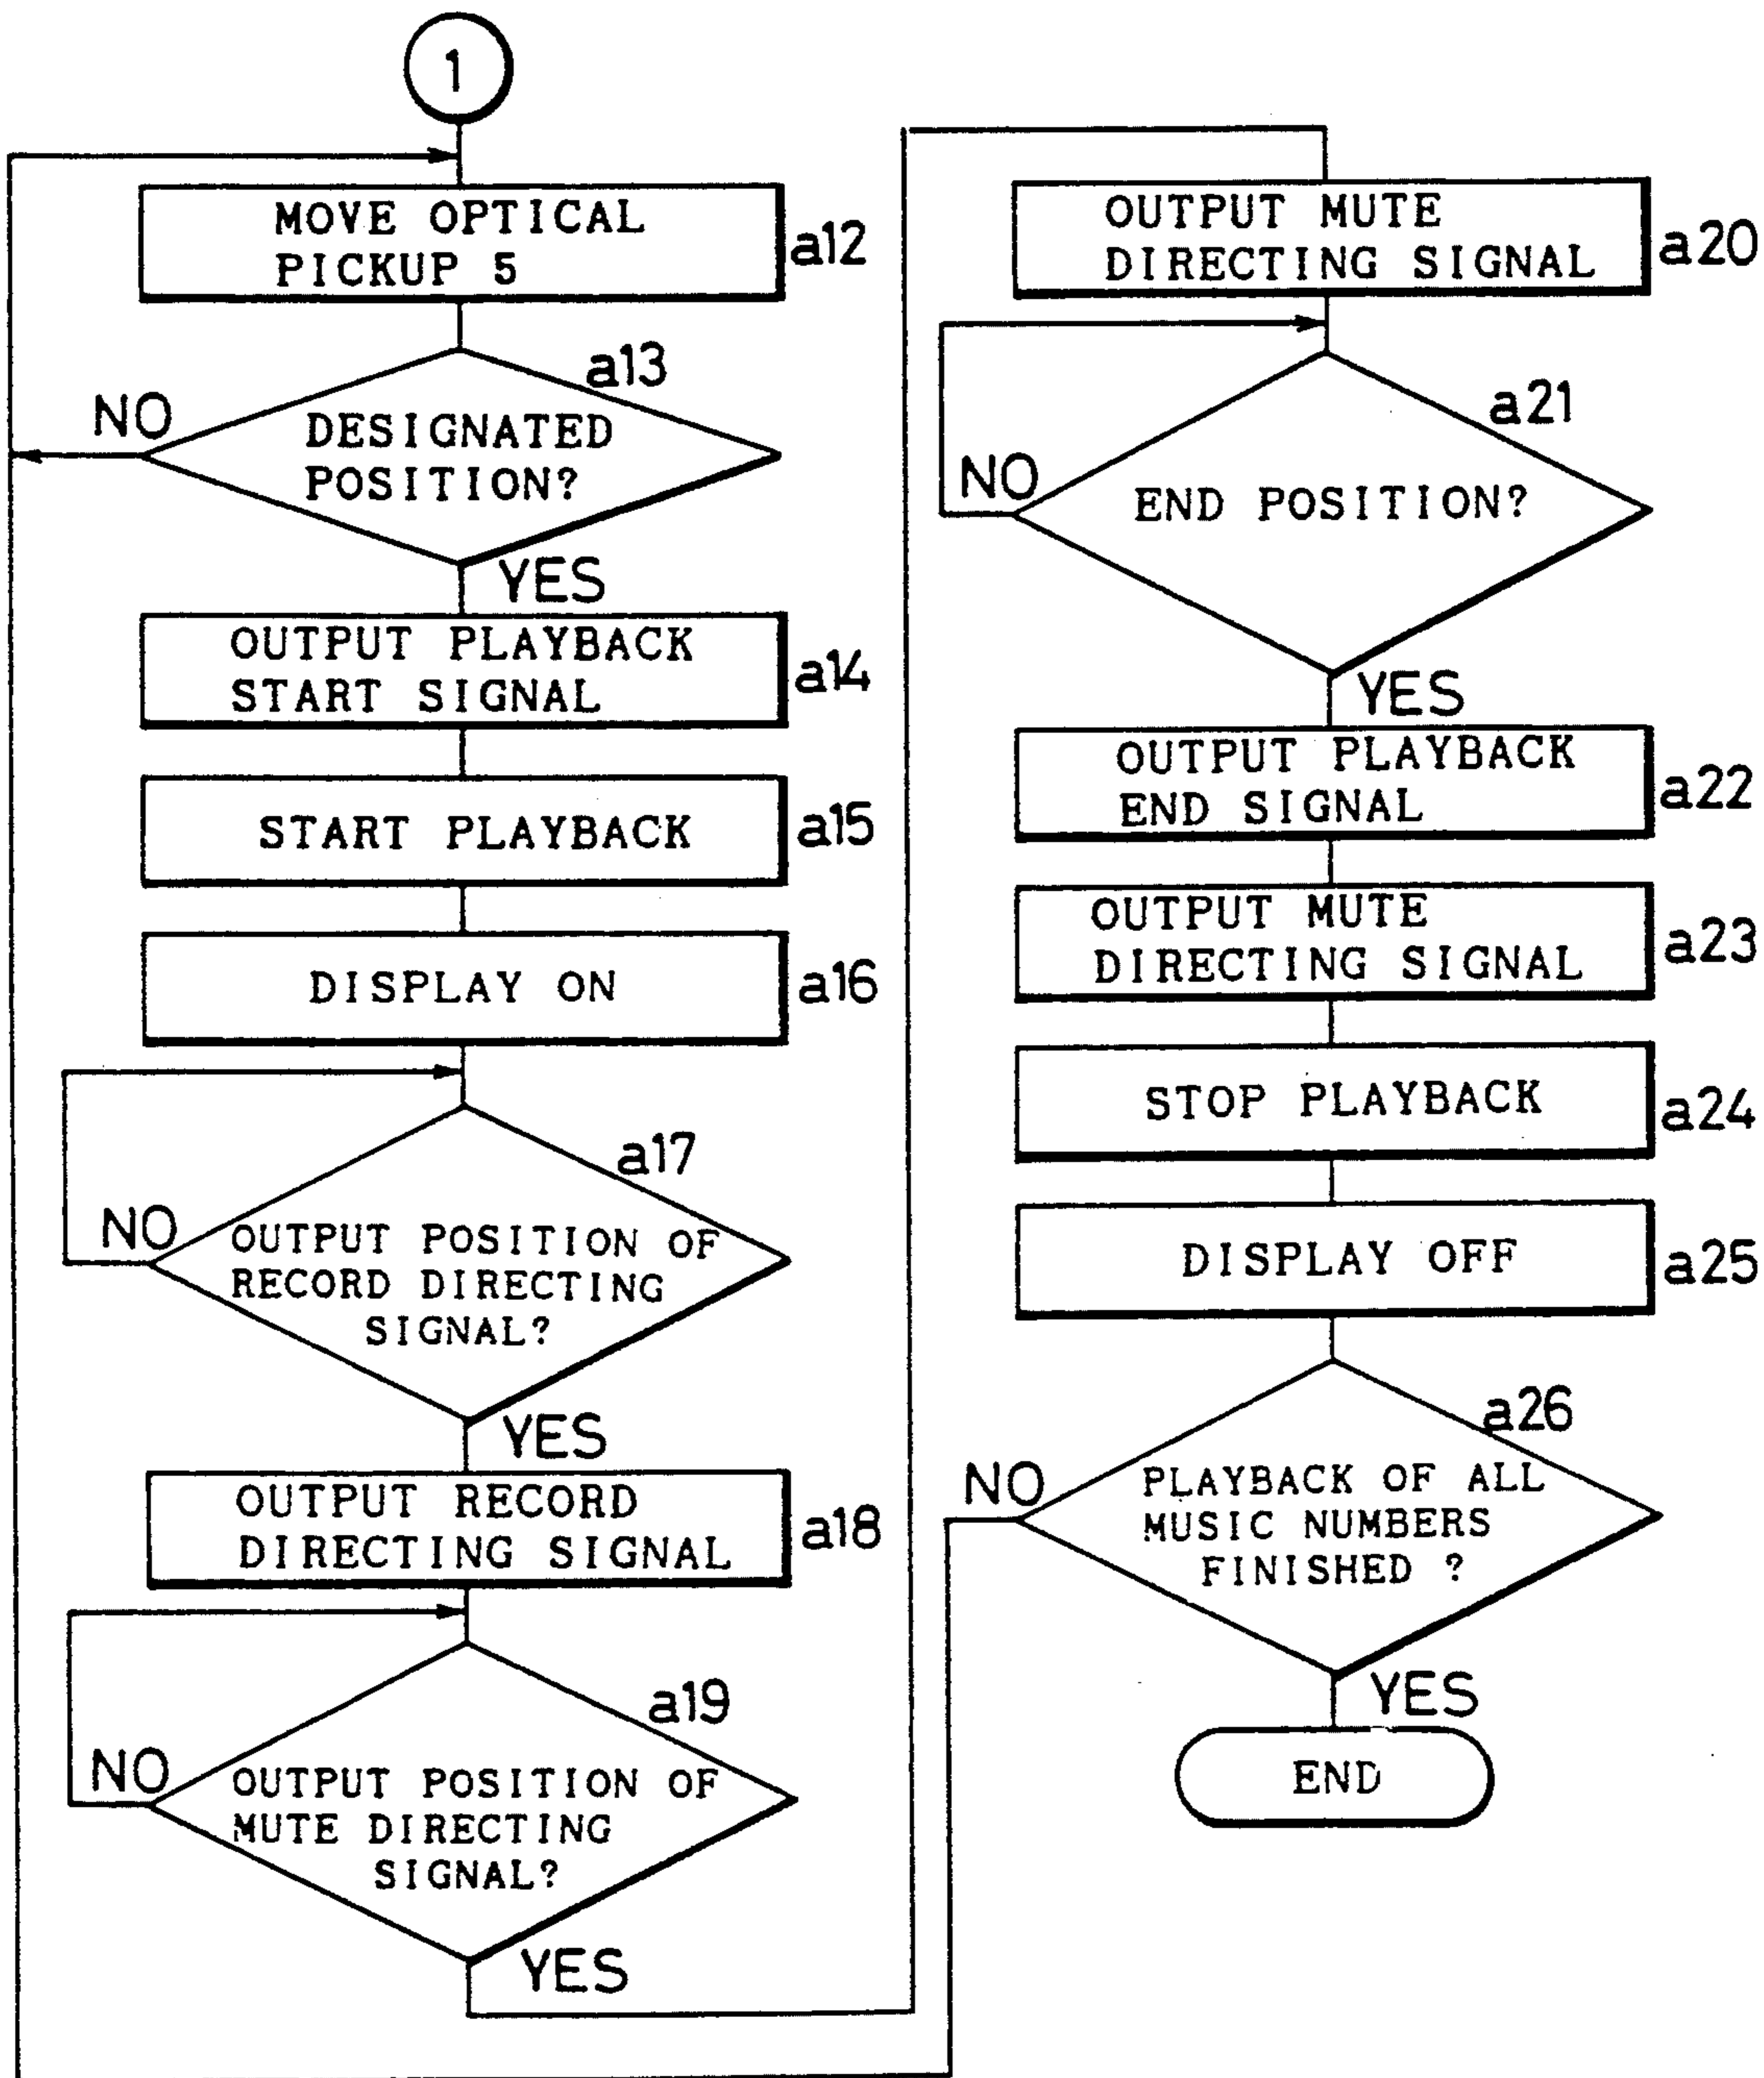 1
MOVE OPTICAL
PICKUP 5
a12
a13
NO
DESIGNATED
POSITION?
YES
OUTPUT PLAYBACK
START SIGNAL
a14
START PLAYBACK
a15
DISPLAY ON
a16
a17
NO
OUTPUT POSITION OF
RECORD DIRECTING
SIGNAL?
YES
OUTPUT RECORD
DIRECTING SIGNAL
a18
a19
NO
OUTPUT POSITION OF
MUTE DIRECTING
SIGNAL?
YES
OUTPUT MUTE
DIRECTING SIGNAL
a20
a21
NO
END POSITION?
YES
OUTPUT PLAYBACK
END SIGNAL
a22
OUTPUT MUTE
DIRECTING SIGNAL
a23
STOP PLAYBACK
a24
DISPLAY OFF
a25
a26
NO
PLAYBACK OF ALL
MUSIC NUMBERS
FINISHED ?
YES
END